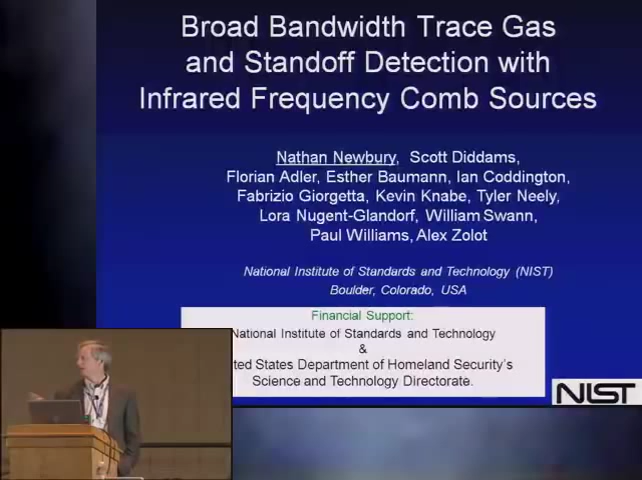 Broad Bandwidth Trace Gas
and Standoff Detection with
Infrared Frequency Comb Sources
Nathan Newbury, Scott Diddams,
Florian Adler, Esther Baumann, Ian Coddington,
Fabrizio Giorgetta, Kevin Knabe, Tyler Neely,
Lora Nugent-Glandorf, William Swann,
Paul Williams, Alex Zolot
National Institute of Standards and Technology (NIST)
Boulder, Colorado, USA
Financial Support:
National Institute of Standards and Technology
&
ted States Department of Homeland Security's
Science and Technology Directorate.
NIST